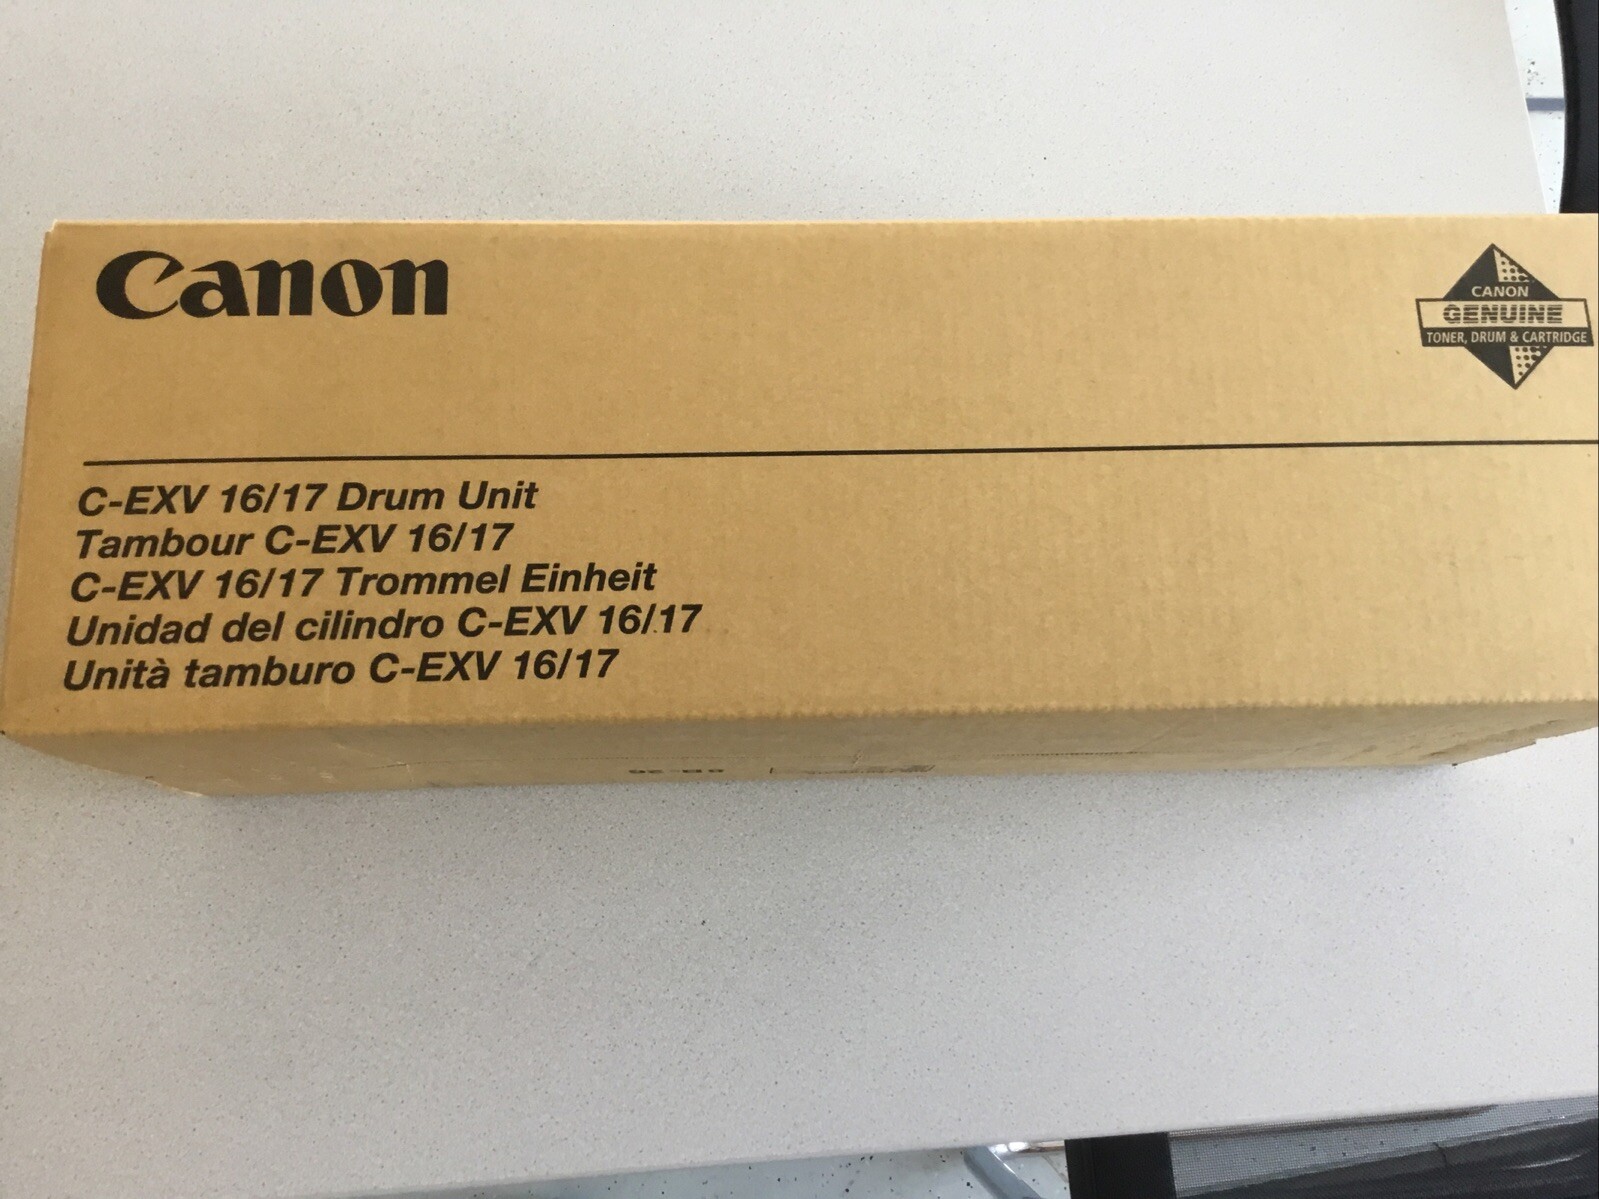 Canon
CANON
GENUINE
TONER, DRUM & CARTRIDGE
C-EXV 16/17 Drum Unit
Tambour C-EXV 16/17
C-EXV 16/17 Trommel Einheit
Unidad del cilindro C-EXV 16/17
Unità tamburo C-EXV 16/17